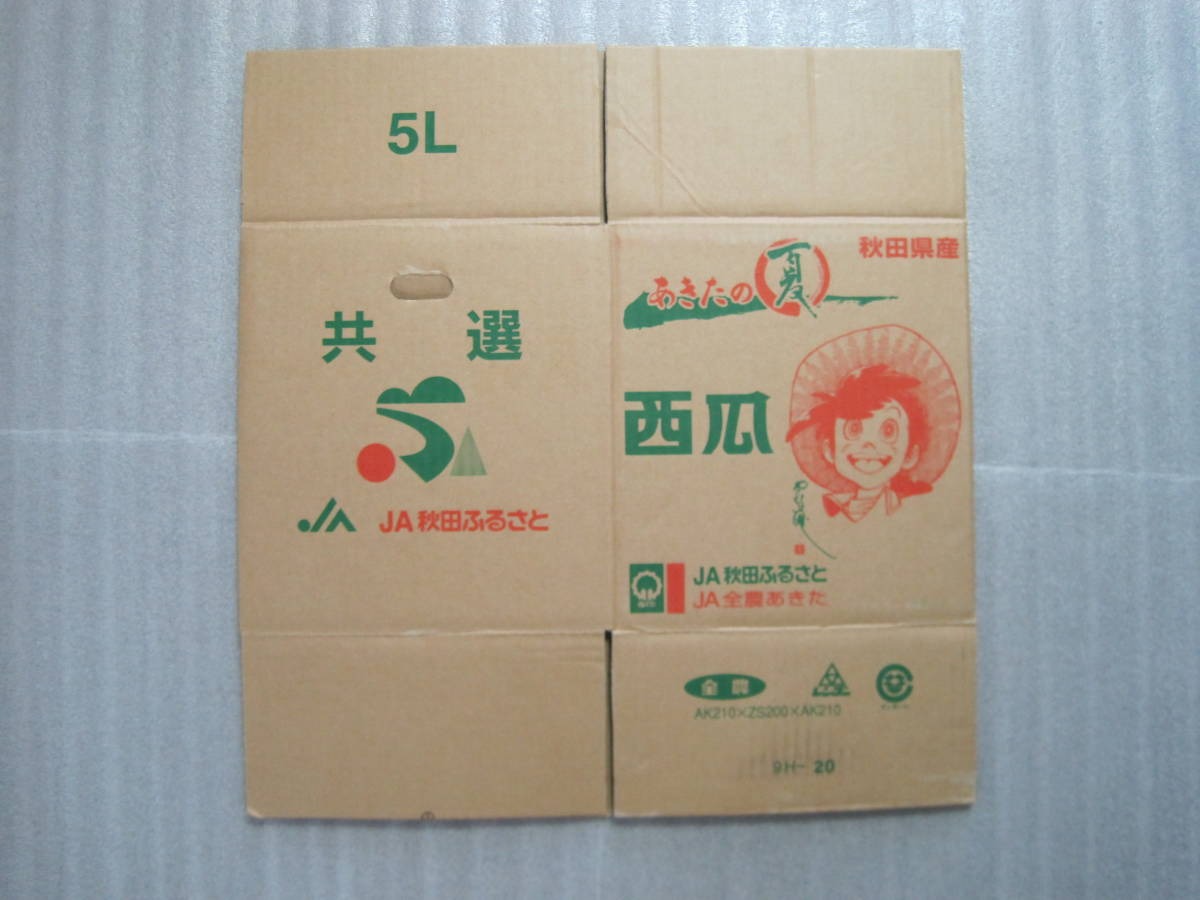 5L
共選
JA
JA秋田ふるさと
秋田県産
あきたの夏
西瓜
JA秋田ふるさと
JA全農あきた
全農
AK210×ZS200×AK210
9H-20